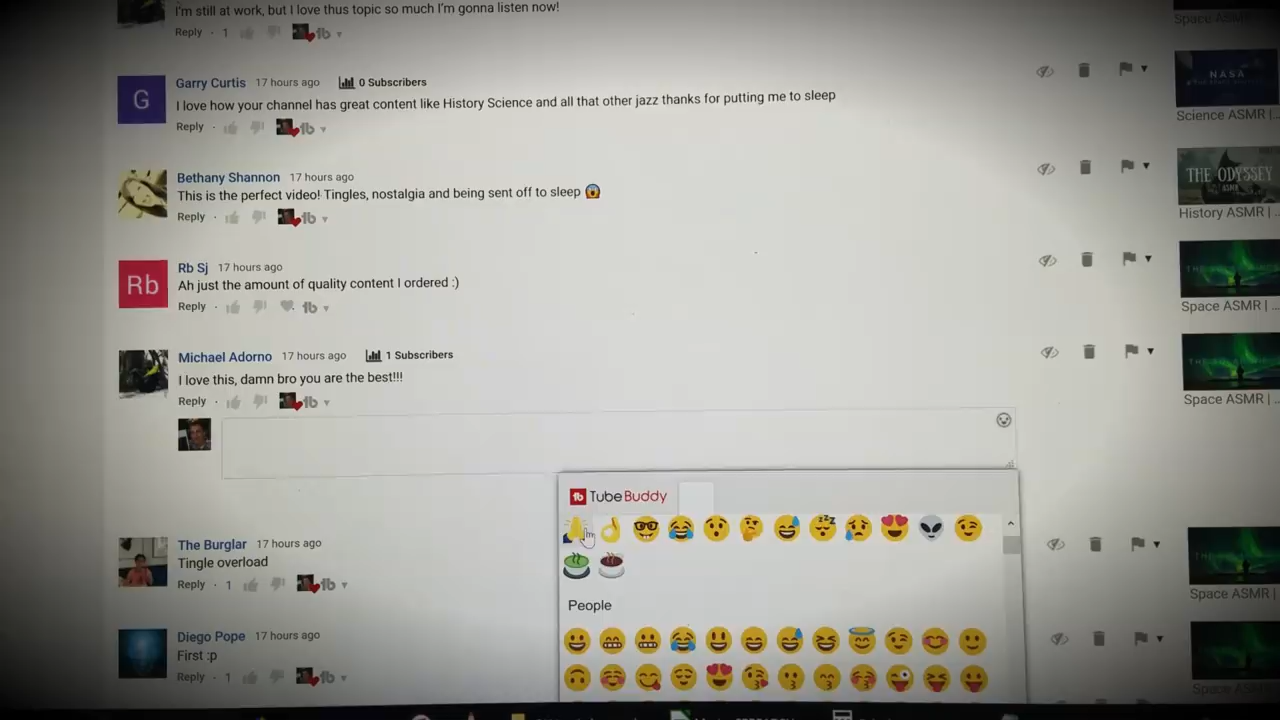 I'm still at work, but I love thus topic so much I'm gonna listen now!
Reply · 1
Space ASMR |
Garry Curtis 17 hours ago 0 Subscribers
I love how your channel has great content like History Science and all that other jazz thanks for putting me to sleep
Reply ·
NASA
Science ASMR |...
Bethany Shannon 17 hours ago
This is the perfect video! Tingles, nostalgia and being sent off to sleep 😱
Reply ·
THE ODYSSEY
ASMR
History ASMR |...
Rb
Rb Sj 17 hours ago
Ah just the amount of quality content I ordered :)
Reply ·
Space ASMR |...
Michael Adorno 17 hours ago 1 Subscribers
I love this, damn bro you are the best!!!
Reply ·
Space ASMR |...
G
TubeBuddy
The Burglar 17 hours ago
Tingle overload
Reply · 1
Space ASMR |
People
Diego Pope 17 hours ago
First :p
Reply · 1
Space ASMR |